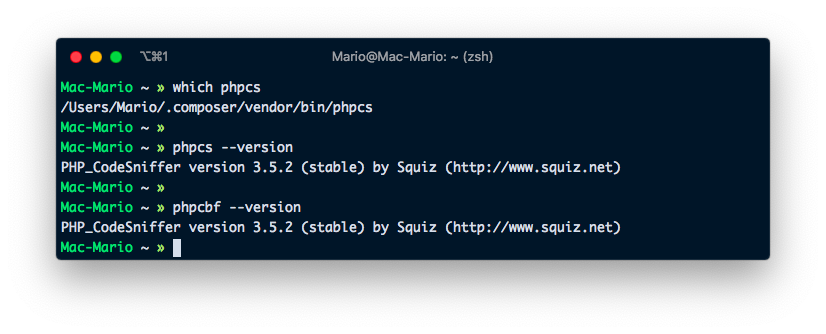 ⌥⌘1 Mario@Mac-Mario: ~ (zsh)
Mac-Mario ~ » which phpcs
/Users/Mario/.composer/vendor/bin/phpcs
Mac-Mario ~ »
Mac-Mario ~ » phpcs --version
PHP_CodeSniffer version 3.5.2 (stable) by Squiz (http://www.squiz.net)
Mac-Mario ~ »
Mac-Mario ~ » phpcbf --version
PHP_CodeSniffer version 3.5.2 (stable) by Squiz (http://www.squiz.net)
Mac-Mario ~ »